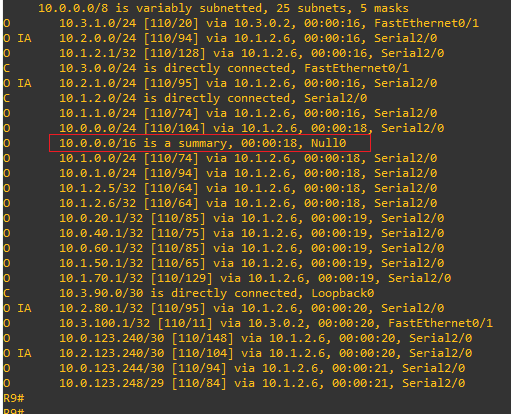 10.0.0.0/8 is variably subnetted, 25 subnets, 5 masks
O 10.3.1.0/24 [110/20] via 10.3.0.2, 00:00:16, FastEthernet0/1
O IA 10.2.0.0/24 [110/94] via 10.1.2.6, 00:00:16, Serial2/0
O 10.1.2.1/32 [110/128] via 10.1.2.6, 00:00:16, Serial2/0
C 10.3.0.0/24 is directly connected, FastEthernet0/1
O IA 10.2.1.0/24 [110/95] via 10.1.2.6, 00:00:16, Serial2/0
C 10.1.2.0/24 is directly connected, Serial2/0
O 10.1.1.0/24 [110/74] via 10.1.2.6, 00:00:16, Serial2/0
O 10.0.0.0/24 [110/104] via 10.1.2.6, 00:00:18, Serial2/0
O 10.0.0.0/16 is a summary, 00:00:18, Null0
O 10.1.0.0/24 [110/74] via 10.1.2.6, 00:00:18, Serial2/0
O 10.0.1.0/24 [110/94] via 10.1.2.6, 00:00:18, Serial2/0
O 10.1.2.5/32 [110/64] via 10.1.2.6, 00:00:18, Serial2/0
O 10.1.2.6/32 [110/64] via 10.1.2.6, 00:00:18, Serial2/0
O 10.0.20.1/32 [110/85] via 10.1.2.6, 00:00:19, Serial2/0
O 10.0.40.1/32 [110/75] via 10.1.2.6, 00:00:19, Serial2/0
O 10.0.60.1/32 [110/85] via 10.1.2.6, 00:00:19, Serial2/0
O 10.1.50.1/32 [110/65] via 10.1.2.6, 00:00:19, Serial2/0
O 10.1.70.1/32 [110/129] via 10.1.2.6, 00:00:19, Serial2/0
C 10.3.90.0/30 is directly connected, Loopback0
O IA 10.2.80.1/32 [110/95] via 10.1.2.6, 00:00:20, Serial2/0
O 10.3.100.1/32 [110/11] via 10.3.0.2, 00:00:20, FastEthernet0/1
O 10.0.123.240/30 [110/148] via 10.1.2.6, 00:00:20, Serial2/0
O IA 10.2.123.240/30 [110/104] via 10.1.2.6, 00:00:20, Serial2/0
O 10.0.123.244/30 [110/94] via 10.1.2.6, 00:00:21, Serial2/0
O 10.0.123.248/29 [110/84] via 10.1.2.6, 00:00:21, Serial2/0
R9#
R9#